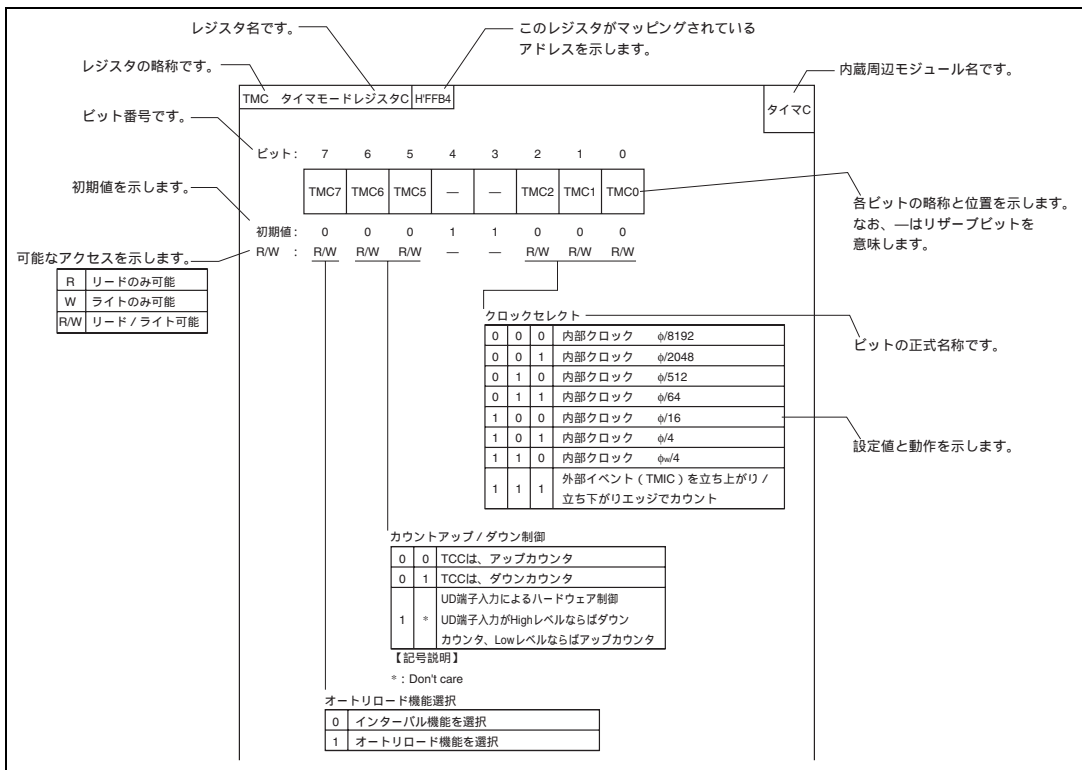 レジスタ名です。
このレジスタがマッピングされている
アドレスを示します。
レジスタの略称です。
内蔵周辺モジュール名です。
TMC タイマモードレジスタC H'FFB4
タイマC
ビット番号です。
ビット： 7 6 5 4 3 2 1 0
初期値を示します。
TMC7 TMC6 TMC5 — — TMC2 TMC1 TMC0
各ビットの略称と位置を示します。
なお、—はリザーブビットを
意味します。
初期値： 0 0 0 1 1 0 0 0
可能なアクセスを示します。
R/W ： R/W R/W R/W — — R/W R/W R/W
R リードのみ可能
W ライトのみ可能
R/W リード / ライト可能
クロックセレクト
ビットの正式名称です。
0 0 0 内部クロック φ/8192
0 0 1 内部クロック φ/2048
0 1 0 内部クロック φ/512
0 1 1 内部クロック φ/64
1 0 0 内部クロック φ/16
1 0 1 内部クロック φ/4
1 1 0 内部クロック φw/4
1 1 1 外部イベント（TMIC）を立ち上がり /
立ち下がりエッジでカウント
設定値と動作を示します。
カウントアップ / ダウン制御
0 0 TCCは、アップカウンタ
0 1 TCCは、ダウンカウンタ
1 * UD端子入力によるハードウェア制御
UD端子入力がHighレベルならばダウン
カウンタ、Lowレベルならばアップカウンタ
【記号説明】
*：Don't care
オートリロード機能選択
0 インターバル機能を選択
1 オートリロード機能を選択